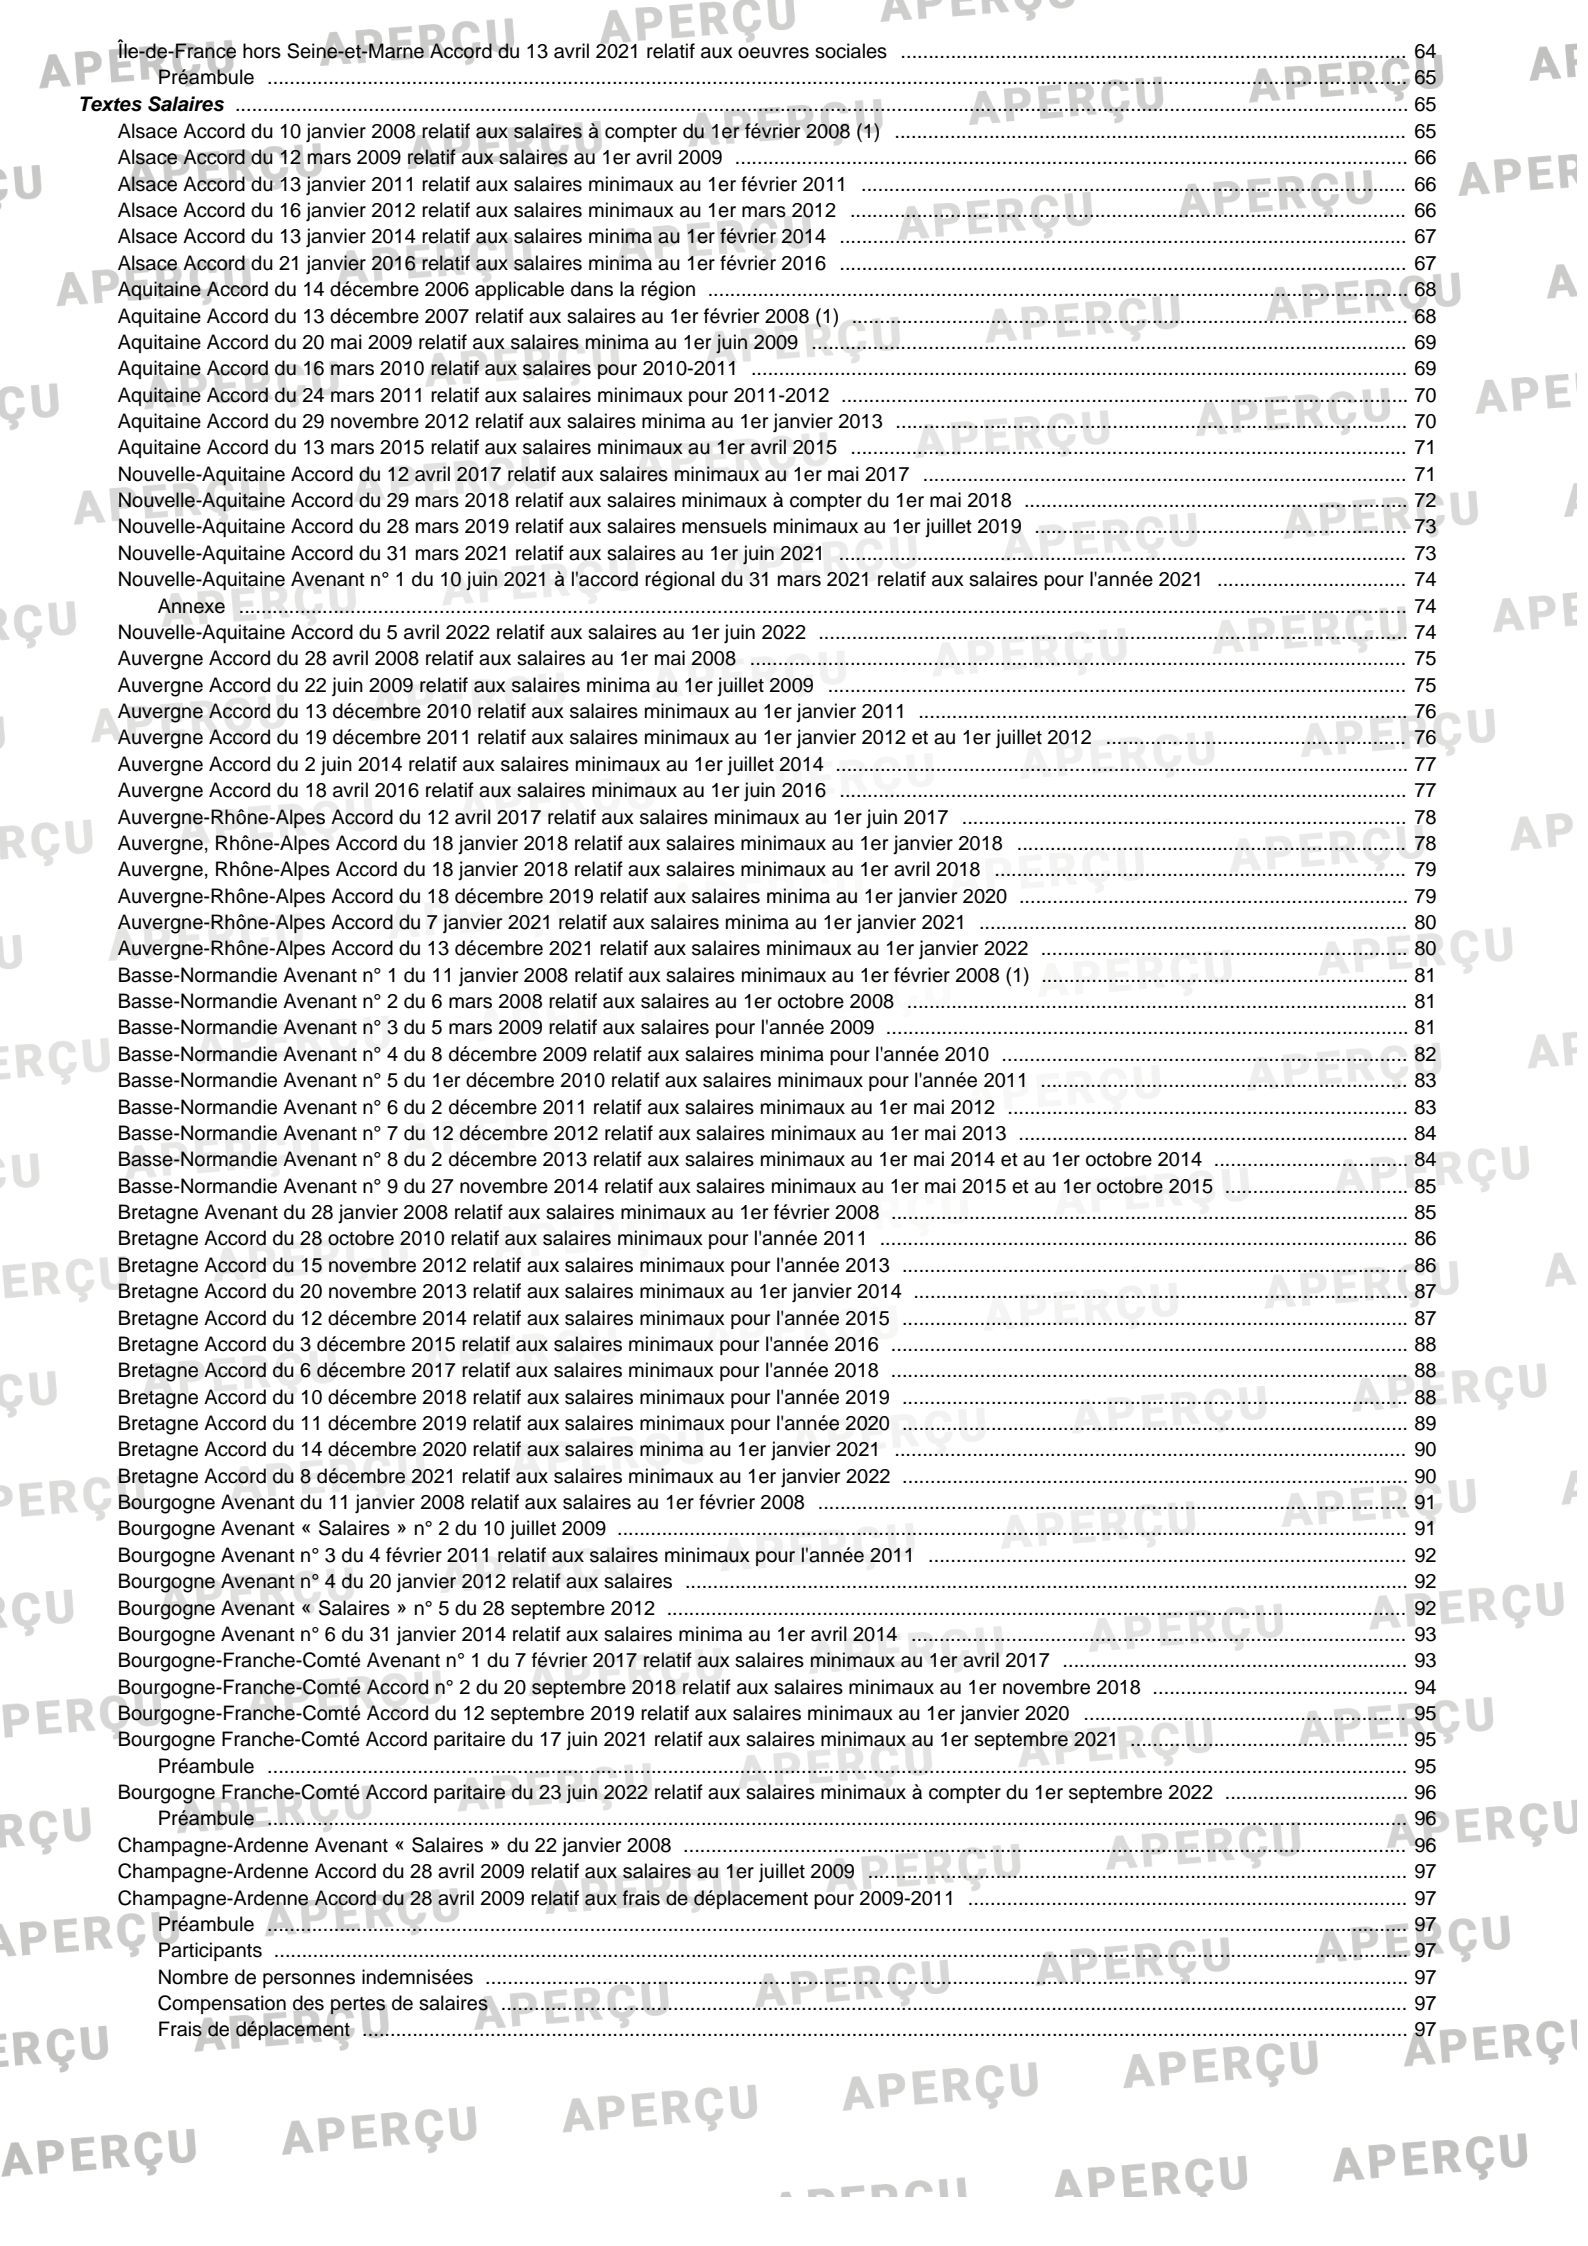 Île-de-France hors Seine-et-Marne Accord du 13 avril 2021 relatif aux oeuvres sociales ... 64
Préambule ... 65
Textes Salaires ... 65
Alsace Accord du 10 janvier 2008 relatif aux salaires à compter du 1er février 2008 (1) ... 65
Alsace Accord du 12 mars 2009 relatif aux salaires au 1er avril 2009 ... 66
Alsace Accord du 13 janvier 2011 relatif aux salaires minimaux au 1er février 2011 ... 66
Alsace Accord du 16 janvier 2012 relatif aux salaires minimaux au 1er mars 2012 ... 66
Alsace Accord du 13 janvier 2014 relatif aux salaires minima au 1er février 2014 ... 67
Alsace Accord du 21 janvier 2016 relatif aux salaires minima au 1er février 2016 ... 67
Aquitaine Accord du 14 décembre 2006 applicable dans la région ... 68
Aquitaine Accord du 13 décembre 2007 relatif aux salaires au 1er février 2008 (1) ... 68
Aquitaine Accord du 20 mai 2009 relatif aux salaires minima au 1er juin 2009 ... 69
Aquitaine Accord du 16 mars 2010 relatif aux salaires pour 2010-2011 ... 69
Aquitaine Accord du 24 mars 2011 relatif aux salaires minimaux pour 2011-2012 ... 70
Aquitaine Accord du 29 novembre 2012 relatif aux salaires minima au 1er janvier 2013 ... 70
Aquitaine Accord du 13 mars 2015 relatif aux salaires minimaux au 1er avril 2015 ... 71
Nouvelle-Aquitaine Accord du 12 avril 2017 relatif aux salaires minimaux au 1er mai 2017 ... 71
Nouvelle-Aquitaine Accord du 29 mars 2018 relatif aux salaires minimaux à compter du 1er mai 2018 ... 72
Nouvelle-Aquitaine Accord du 28 mars 2019 relatif aux salaires mensuels minimaux au 1er juillet 2019 ... 73
Nouvelle-Aquitaine Accord du 31 mars 2021 relatif aux salaires au 1er juin 2021 ... 73
Nouvelle-Aquitaine Avenant n° 1 du 10 juin 2021 à l'accord régional du 31 mars 2021 relatif aux salaires pour l'année 2021 ... 74
Annexe ... 74
Nouvelle-Aquitaine Accord du 5 avril 2022 relatif aux salaires au 1er juin 2022 ... 74
Auvergne Accord du 28 avril 2008 relatif aux salaires au 1er mai 2008 ... 75
Auvergne Accord du 22 juin 2009 relatif aux salaires minima au 1er juillet 2009 ... 75
Auvergne Accord du 13 décembre 2010 relatif aux salaires minimaux au 1er janvier 2011 ... 76
Auvergne Accord du 19 décembre 2011 relatif aux salaires minimaux au 1er janvier 2012 et au 1er juillet 2012 ... 76
Auvergne Accord du 2 juin 2014 relatif aux salaires minimaux au 1er juillet 2014 ... 77
Auvergne Accord du 18 avril 2016 relatif aux salaires minimaux au 1er juin 2016 ... 77
Auvergne-Rhône-Alpes Accord du 12 avril 2017 relatif aux salaires minimaux au 1er juin 2017 ... 78
Auvergne, Rhône-Alpes Accord du 18 janvier 2018 relatif aux salaires minimaux au 1er janvier 2018 ... 78
Auvergne, Rhône-Alpes Accord du 18 janvier 2018 relatif aux salaires minimaux au 1er avril 2018 ... 79
Auvergne-Rhône-Alpes Accord du 18 décembre 2019 relatif aux salaires minima au 1er janvier 2020 ... 79
Auvergne-Rhône-Alpes Accord du 7 janvier 2021 relatif aux salaires minima au 1er janvier 2021 ... 80
Auvergne-Rhône-Alpes Accord du 13 décembre 2021 relatif aux salaires minimaux au 1er janvier 2022 ... 80
Basse-Normandie Avenant n° 1 du 11 janvier 2008 relatif aux salaires minimaux au 1er février 2008 (1) ... 81
Basse-Normandie Avenant n° 2 du 6 mars 2008 relatif aux salaires au 1er octobre 2008 ... 81
Basse-Normandie Avenant n° 3 du 5 mars 2009 relatif aux salaires pour l'année 2009 ... 81
Basse-Normandie Avenant n° 4 du 8 décembre 2009 relatif aux salaires minima pour l'année 2010 ... 82
Basse-Normandie Avenant n° 5 du 1er décembre 2010 relatif aux salaires minimaux pour l'année 2011 ... 83
Basse-Normandie Avenant n° 6 du 2 décembre 2011 relatif aux salaires minimaux au 1er mai 2012 ... 83
Basse-Normandie Avenant n° 7 du 12 décembre 2012 relatif aux salaires minimaux au 1er mai 2013 ... 84
Basse-Normandie Avenant n° 8 du 2 décembre 2013 relatif aux salaires minimaux au 1er mai 2014 et au 1er octobre 2014 ... 84
Basse-Normandie Avenant n° 9 du 27 novembre 2014 relatif aux salaires minimaux au 1er mai 2015 et au 1er octobre 2015 ... 85
Bretagne Avenant du 28 janvier 2008 relatif aux salaires minimaux au 1er février 2008 ... 85
Bretagne Accord du 28 octobre 2010 relatif aux salaires minimaux pour l'année 2011 ... 86
Bretagne Accord du 15 novembre 2012 relatif aux salaires minimaux pour l'année 2013 ... 86
Bretagne Accord du 20 novembre 2013 relatif aux salaires minimaux au 1er janvier 2014 ... 87
Bretagne Accord du 12 décembre 2014 relatif aux salaires minimaux pour l'année 2015 ... 87
Bretagne Accord du 3 décembre 2015 relatif aux salaires minimaux pour l'année 2016 ... 88
Bretagne Accord du 6 décembre 2017 relatif aux salaires minimaux pour l'année 2018 ... 88
Bretagne Accord du 10 décembre 2018 relatif aux salaires minimaux pour l'année 2019 ... 88
Bretagne Accord du 11 décembre 2019 relatif aux salaires minimaux pour l'année 2020 ... 89
Bretagne Accord du 14 décembre 2020 relatif aux salaires minima au 1er janvier 2021 ... 90
Bretagne Accord du 8 décembre 2021 relatif aux salaires minimaux au 1er janvier 2022 ... 90
Bourgogne Avenant du 11 janvier 2008 relatif aux salaires au 1er février 2008 ... 91
Bourgogne Avenant « Salaires » n° 2 du 10 juillet 2009 ... 91
Bourgogne Avenant n° 3 du 4 février 2011 relatif aux salaires minimaux pour l'année 2011 ... 92
Bourgogne Avenant n° 4 du 20 janvier 2012 relatif aux salaires ... 92
Bourgogne Avenant « Salaires » n° 5 du 28 septembre 2012 ... 92
Bourgogne Avenant n° 6 du 31 janvier 2014 relatif aux salaires minima au 1er avril 2014 ... 93
Bourgogne-Franche-Comté Avenant n° 1 du 7 février 2017 relatif aux salaires minimaux au 1er avril 2017 ... 93
Bourgogne-Franche-Comté Accord n° 2 du 20 septembre 2018 relatif aux salaires minimaux au 1er novembre 2018 ... 94
Bourgogne-Franche-Comté Accord du 12 septembre 2019 relatif aux salaires minimaux au 1er janvier 2020 ... 95
Bourgogne Franche-Comté Accord paritaire du 17 juin 2021 relatif aux salaires minimaux au 1er septembre 2021 ... 95
Préambule ... 95
Bourgogne Franche-Comté Accord paritaire du 23 juin 2022 relatif aux salaires minimaux à compter du 1er septembre 2022 ... 96
Préambule ... 96
Champagne-Ardenne Avenant « Salaires » du 22 janvier 2008 ... 96
Champagne-Ardenne Accord du 28 avril 2009 relatif aux salaires au 1er juillet 2009 ... 97
Champagne-Ardenne Accord du 28 avril 2009 relatif aux frais de déplacement pour 2009-2011 ... 97
Préambule ... 97
Participants ... 97
Nombre de personnes indemnisées ... 97
Compensation des pertes de salaires ... 97
Frais de déplacement ... 97
APERÇU